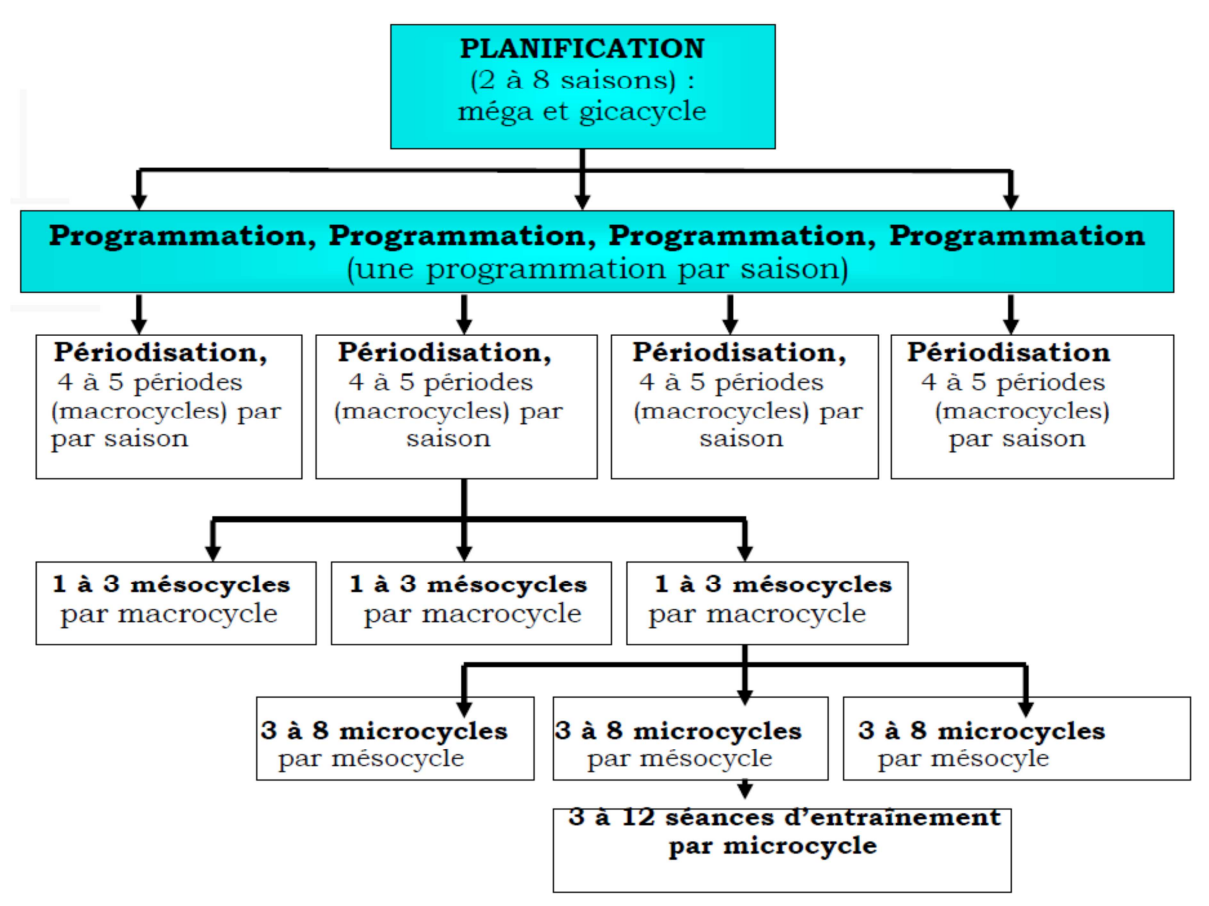 PLANIFICATION
(2 à 8 saisons) :
méga et gicacycle
Programmation, Programmation, Programmation, Programmation
(une programmation par saison)
Périodisation,
4 à 5 périodes
(macrocycles) par
par saison
Périodisation,
4 à 5 périodes
(macrocycles) par
saison
Périodisation,
4 à 5 périodes
(macrocycles) par
saison
Périodisation
4 à 5 périodes
(macrocycles)
par saison
1 à 3 mésocycles
par macrocycle
1 à 3 mésocycles
par macrocycle
1 à 3 mésocycles
par macrocycle
3 à 8 microcycles
par mésocycle
3 à 8 microcycles
par mésocycle
3 à 8 microcycles
par mésocyle
3 à 12 séances d’entraînement
par microcycle